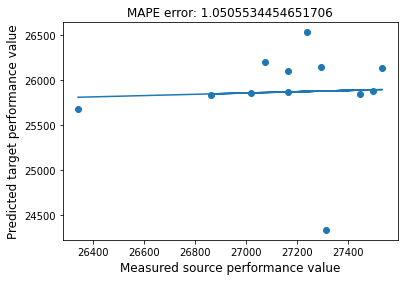 MAPE error: 1.0505534454651706
Predicted target performance value
26500
26000
25500
25000
24500
26400 26600 26800 27000 27200 27400
Measured source performance value